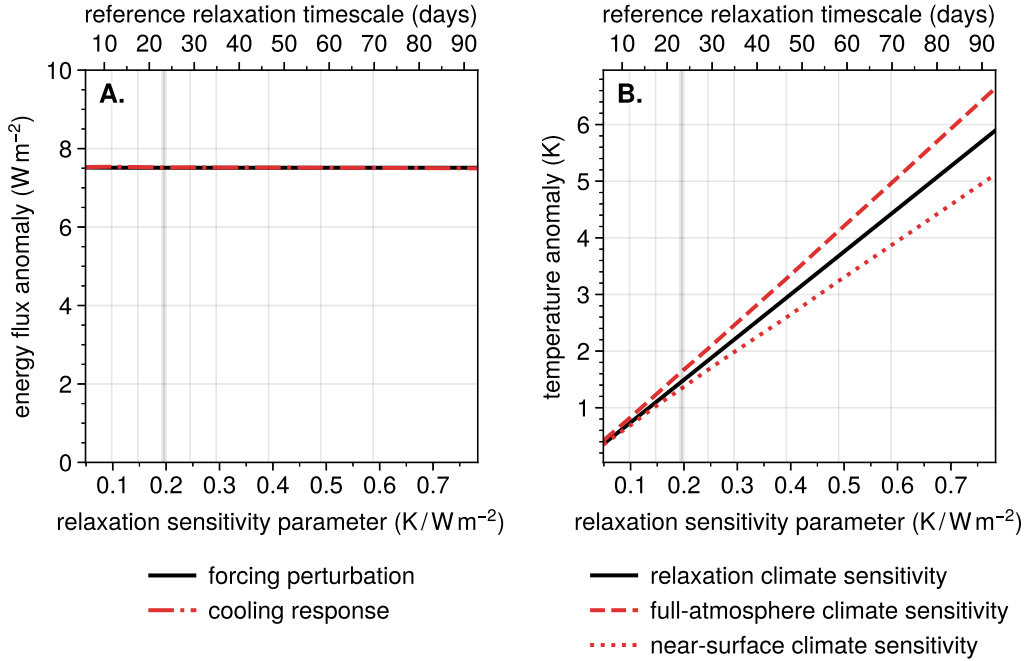 reference relaxation timescale (days)
10 20 30 40 50 60 70 80 90
A.
10
8
6
4
2
0
energy flux anomaly (W m−2)
0.1 0.2 0.3 0.4 0.5 0.6 0.7
relaxation sensitivity parameter (K / W m−2)
forcing perturbation
cooling response
reference relaxation timescale (days)
10 20 30 40 50 60 70 80 90
B.
6
5
4
3
2
1
temperature anomaly (K)
0.1 0.2 0.3 0.4 0.5 0.6 0.7
relaxation sensitivity parameter (K / W m−2)
relaxation climate sensitivity
full-atmosphere climate sensitivity
near-surface climate sensitivity